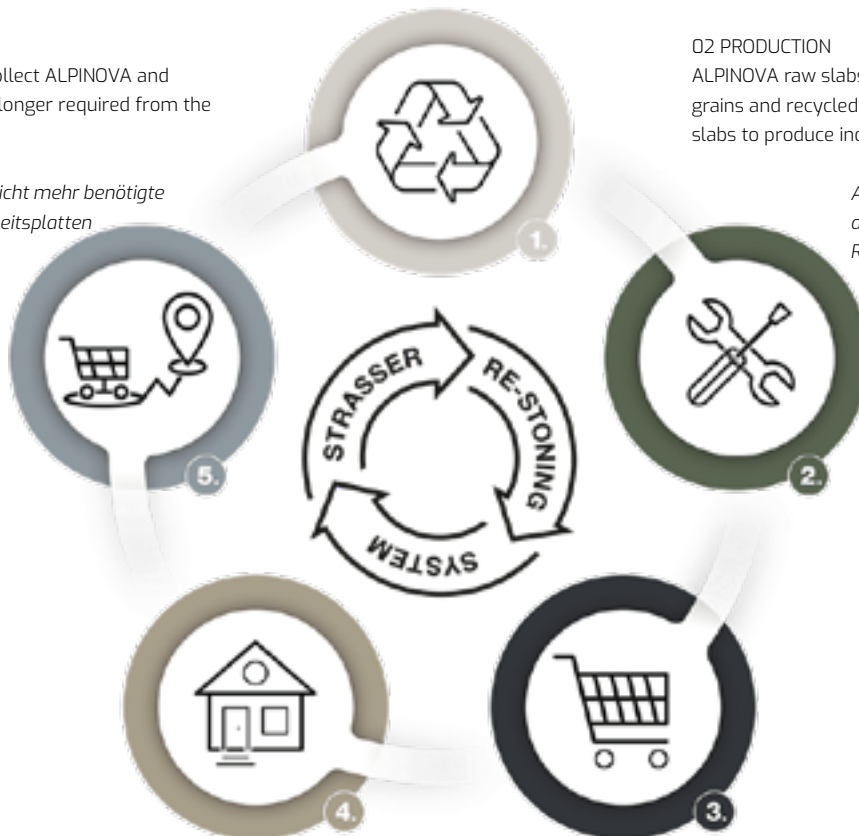 ollect ALPINOVA and
longer required from the
icht mehr benötigte
eitsplatten
02 PRODUCTION
ALPINOVA raw slabs
grains and recycled
slabs to produce ind
A
R
1.
2.
3.
4.
5.
STRASSER
RE-STONING
SYSTEM